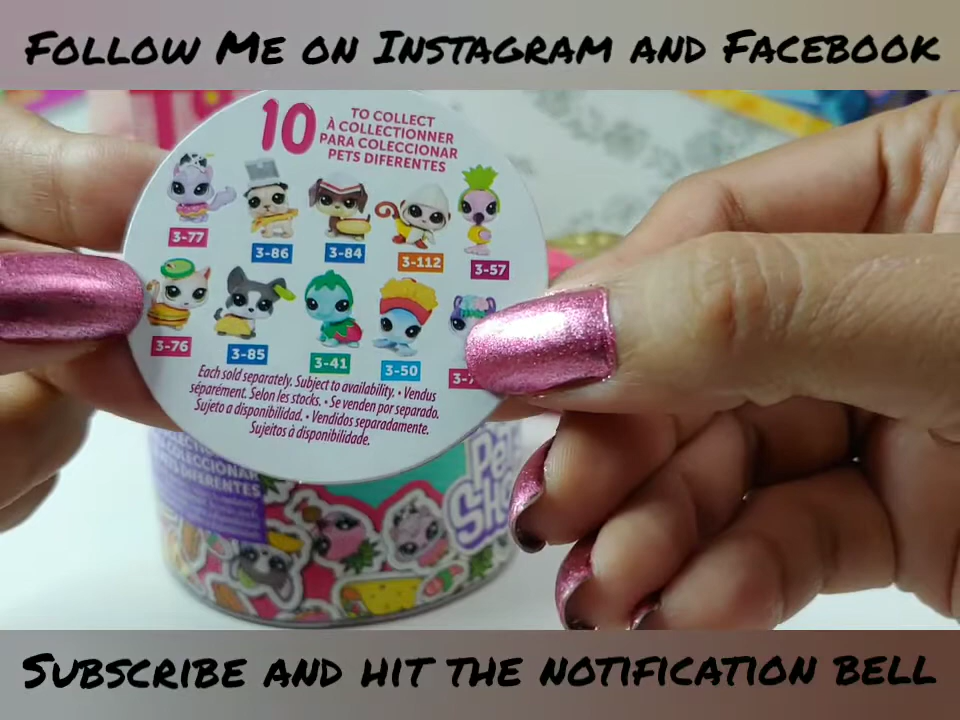 Follow Me on Instagram and Facebook
10
TO COLLECT
À COLLECTIONNER
PARA COLECCIONAR
PETS DIFERENTES
3-77
3-86
3-84
3-112
3-57
3-76
3-85
3-41
3-50
Each sold separately. Subject to availability. • Vendus
séparément. Selon les stocks. • Se venden por separado.
Sujeto a disponibilidad. • Vendidos separadamente.
Sujeitos à disponibilidade.
COLECCIONAR
PETS DIFERENTES
Subscribe and hit the notification bell